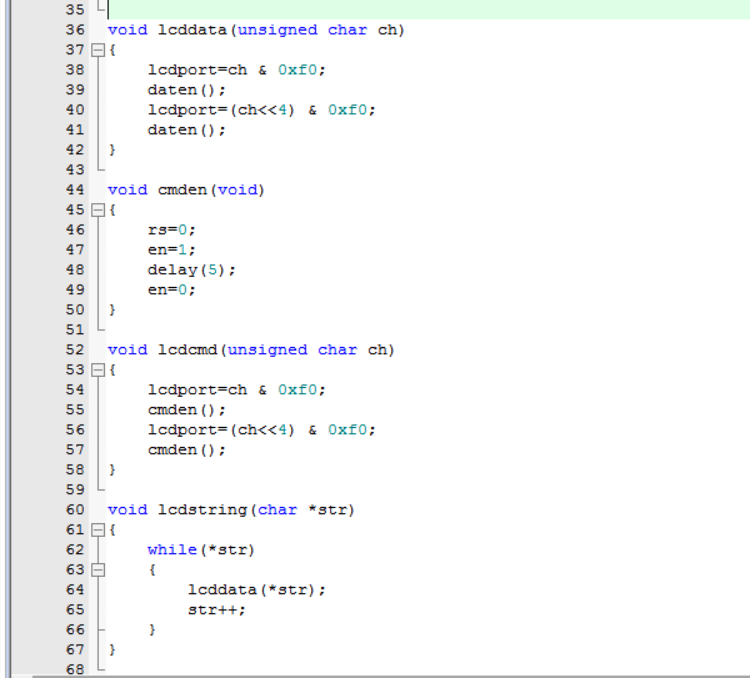 35
36 void lcddata(unsigned char ch)
37 {
38     lcdport=ch & 0xf0;
39     daten();
40     lcdport=(ch<<4) & 0xf0;
41     daten();
42 }
43
44 void cmden(void)
45 {
46     rs=0;
47     en=1;
48     delay(5);
49     en=0;
50 }
51
52 void lcdcmd(unsigned char ch)
53 {
54     lcdport=ch & 0xf0;
55     cmden();
56     lcdport=(ch<<4) & 0xf0;
57     cmden();
58 }
59
60 void lcdstring(char *str)
61 {
62     while(*str)
63     {
64         lcddata(*str);
65         str++;
66     }
67 }
68